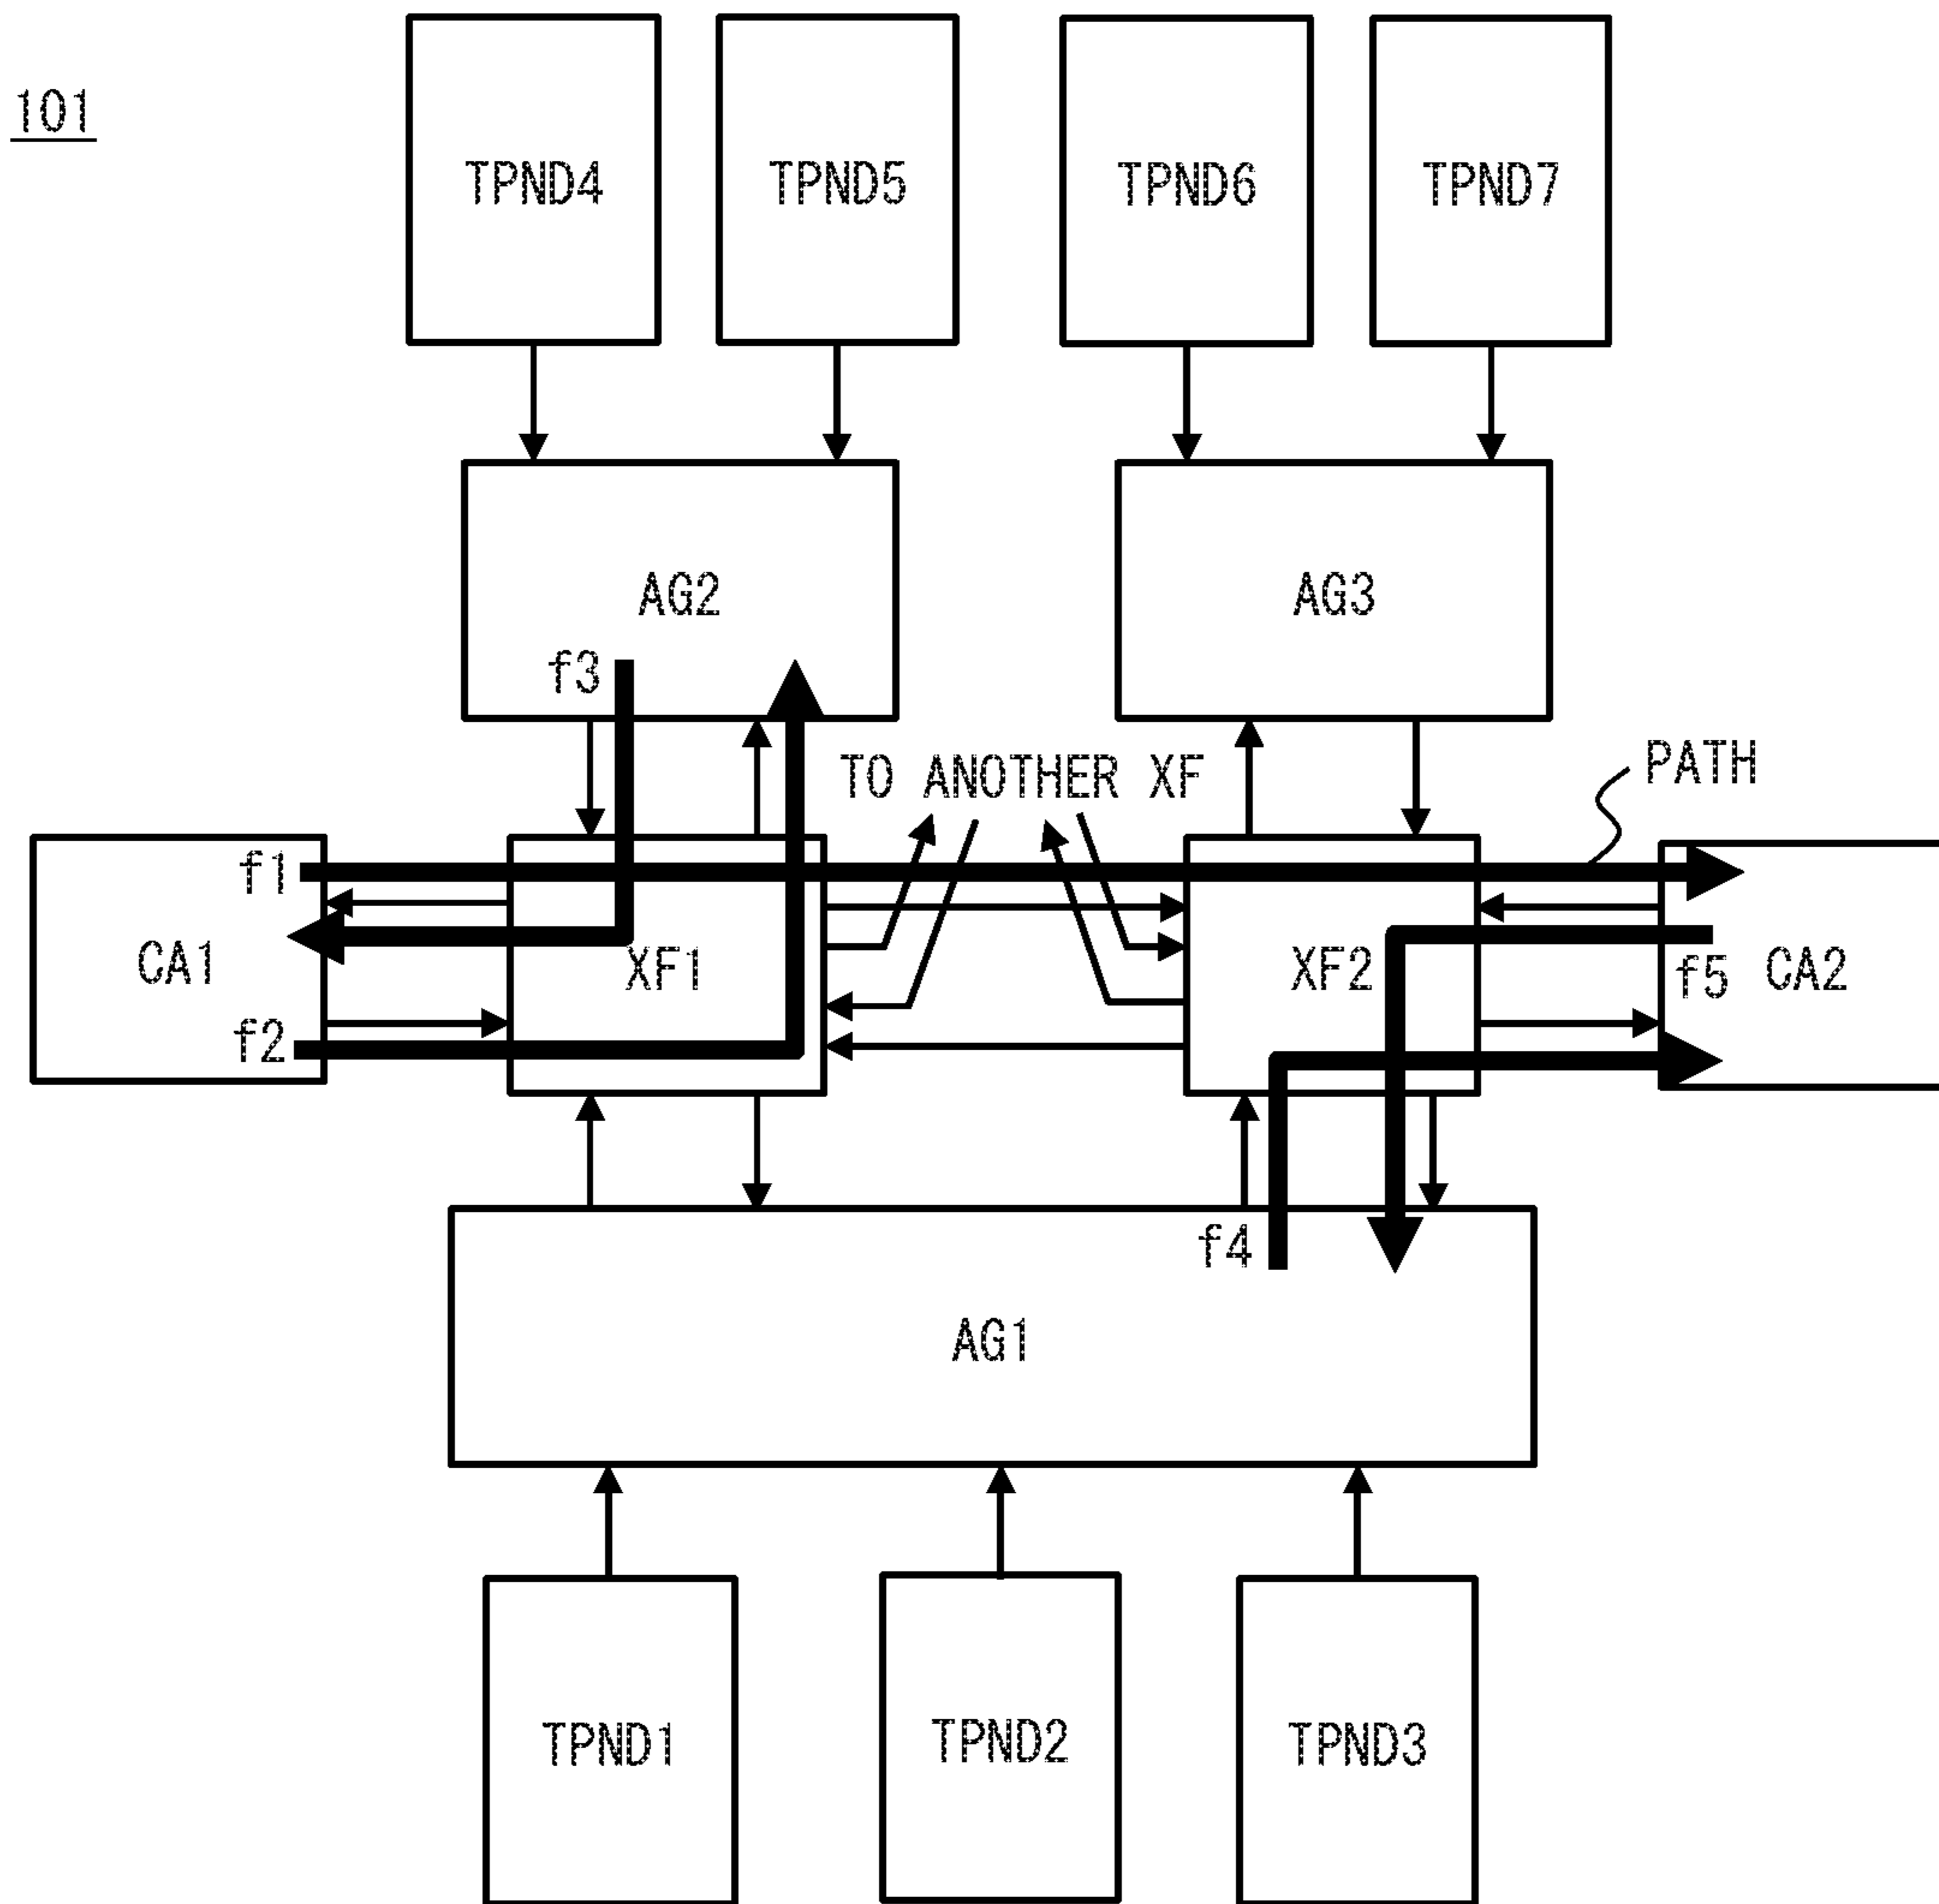 101
TPND4 TPND5 TPND6 TPND7
AG2 AG3
f3
TO ANOTHER XF PATH
f1
CA1 XF1 XF2 f5 CA2
f2
f4
AG1
TPND1 TPND2 TPND3